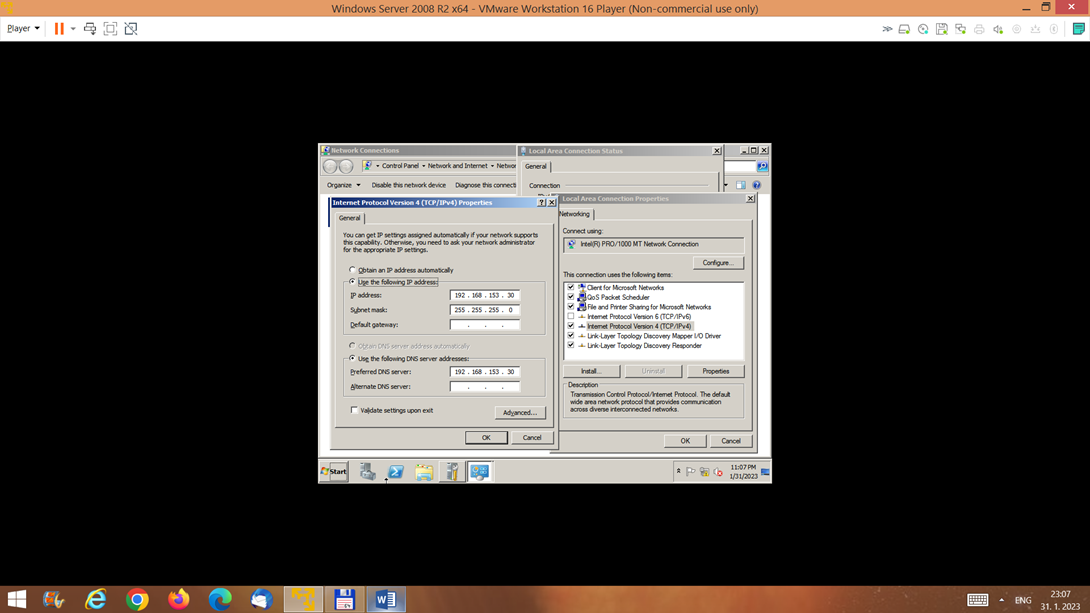 Windows Server 2008 R2 x64 - VMware Workstation 16 Player (Non-commercial use only)
Player
Network Connections
Control Panel
Network and Internet
Networ
Organize
Disable this network device
Diagnose this connecti
Local Area Connection Status
General
Connection
Internet Protocol Version 4 (TCP/IPv4) Properties
General
You can get IP settings assigned automatically if your network supports
this capability. Otherwise, you need to ask your network administrator
for the appropriate IP settings.
Obtain an IP address automatically
Use the following IP address:
IP address: 192 . 168 . 153 . 30
Subnet mask: 255 . 255 . 255 . 0
Default gateway: . . .
Obtain DNS server address automatically
Use the following DNS server addresses:
Preferred DNS server: 192 . 168 . 153 . 30
Alternate DNS server: . . .
Validate settings upon exit
Advanced...
OK
Cancel
Local Area Connection Properties
Networking
Connect using:
Intel(R) PRO/1000 MT Network Connection
Configure...
This connection uses the following items:
Client for Microsoft Networks
QoS Packet Scheduler
File and Printer Sharing for Microsoft Networks
Internet Protocol Version 6 (TCP/IPv6)
Internet Protocol Version 4 (TCP/IPv4)
Link-Layer Topology Discovery Mapper I/O Driver
Link-Layer Topology Discovery Responder
Install...
Uninstall
Properties
Description
Transmission Control Protocol/Internet Protocol. The default
wide area network protocol that provides communication
across diverse interconnected networks.
OK
Cancel
Start
11:07 PM
1/31/2023
ENG
23:07
31. 1. 2023